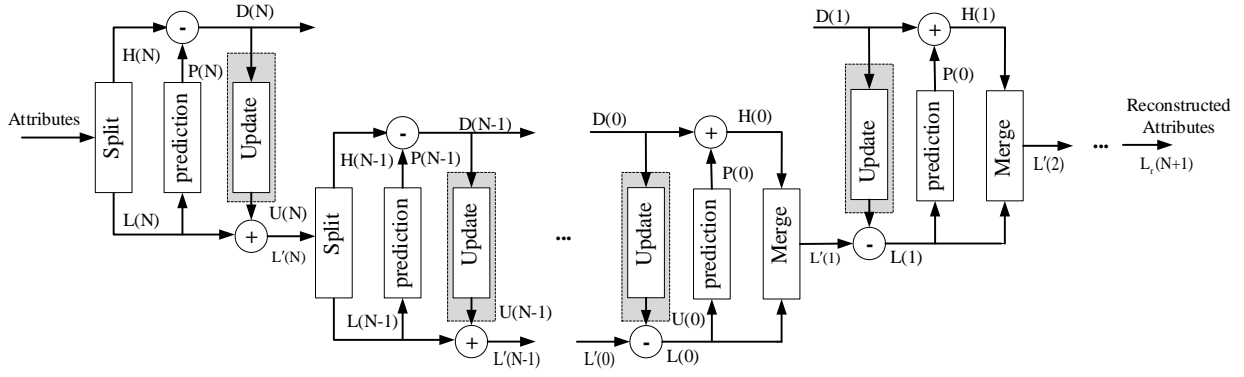 Attributes
Split
H(N)
L(N)
-
prediction
P(N)
D(N)
Update
U(N)
+
L'(N)
Split
H(N-1)
L(N-1)
-
prediction
P(N-1)
D(N-1)
Update
U(N-1)
+
L'(N-1)
...
D(0)
L'(0)
Update
U(0)
-
L(0)
+
prediction
P(0)
H(0)
Merge
L'(1)
D(1)
Update
-
L(1)
+
prediction
P(0)
H(1)
Merge
L'(2)
...
Reconstructed
Attributes
Lr(N+1)